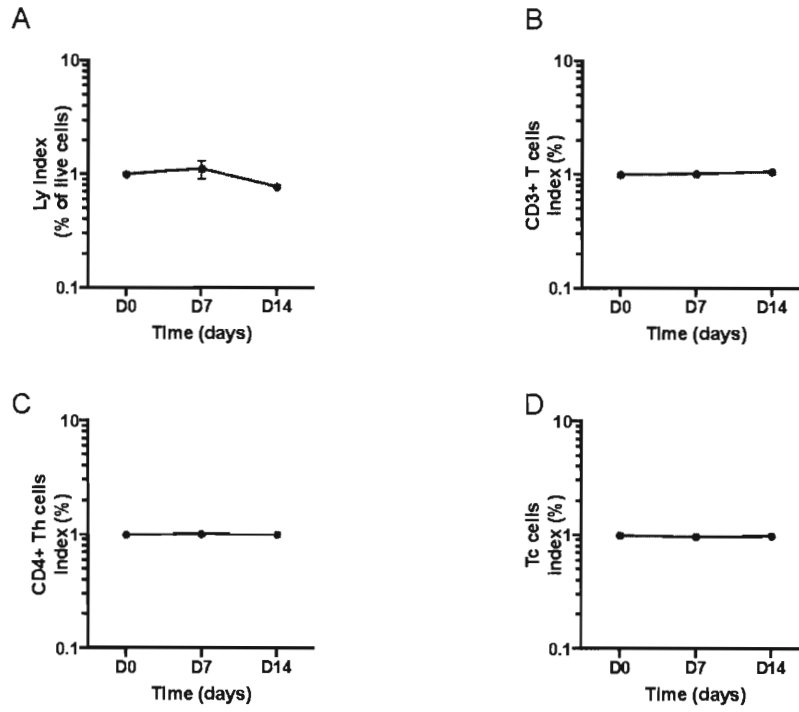 A
10
1
0.1
Ly Index
(% of live cells)
D0 D7 D14
Time (days)
B
10
1
0.1
CD3+ T cells
Index (%)
D0 D7 D14
Time (days)
C
10
1
0.1
CD4+ Th cells
Index (%)
D0 D7 D14
Time (days)
D
10
1
0.1
Tc cells
index (%)
D0 D7 D14
Time (days)